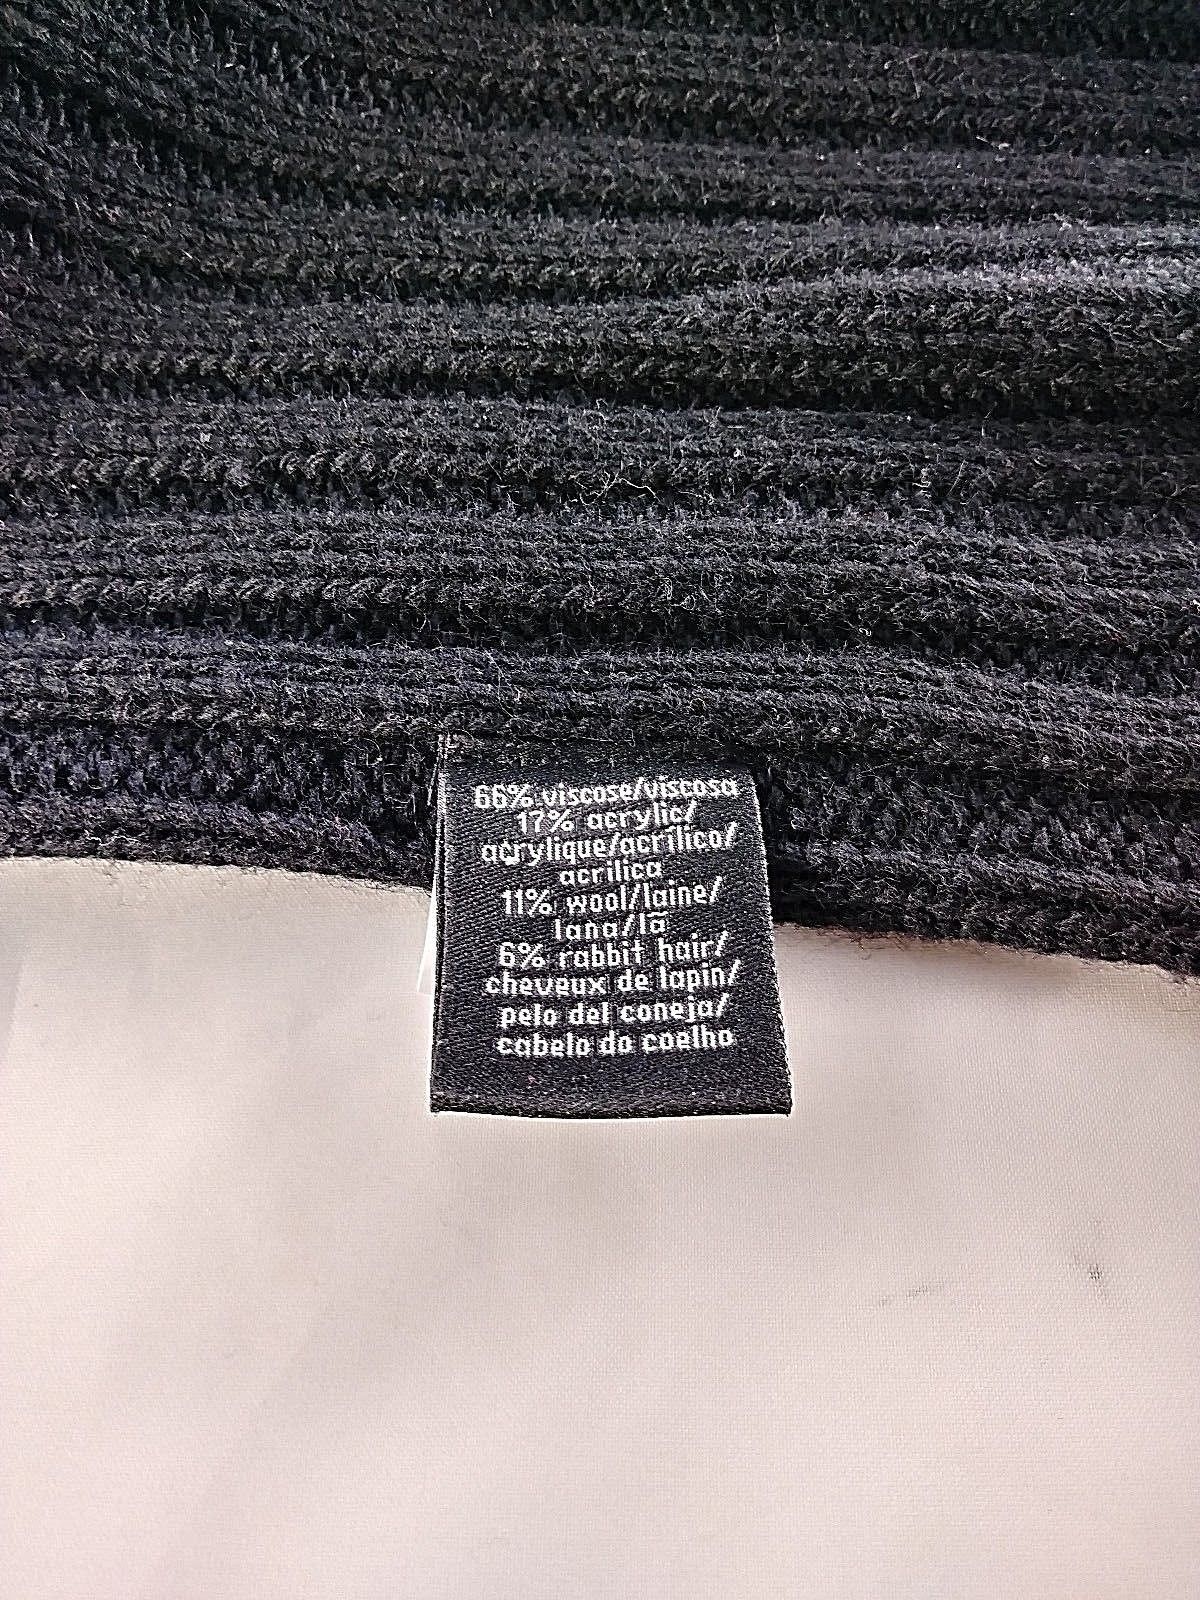 66% viscose/viscosa
17% acrylic/
acrylique/acrílico/
acrilica
11% wool/laine/
lana/lã
6% rabbit hair/
cheveux de lapin/
pelo del coneja/
cabelo do coelho